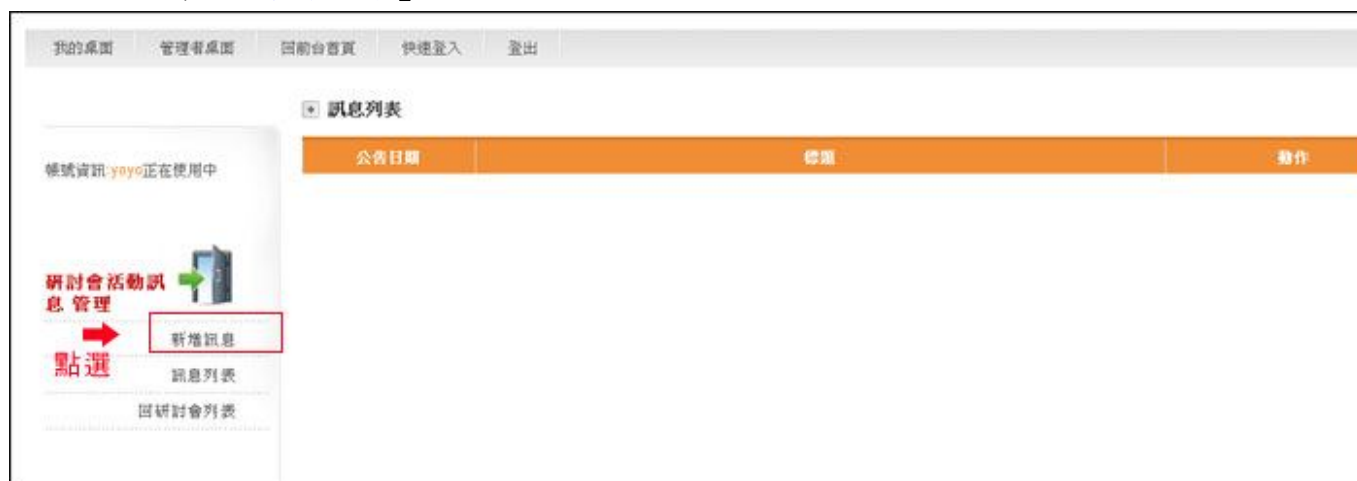 我的桌面 管理者桌面 回前台首頁 快速登入 登出
訊息列表
公告日期 標題 動作
帳號資訊:yoyo正在使用中
研討會活動訊
息 管理
新增訊息
點選
訊息列表
回研討會列表